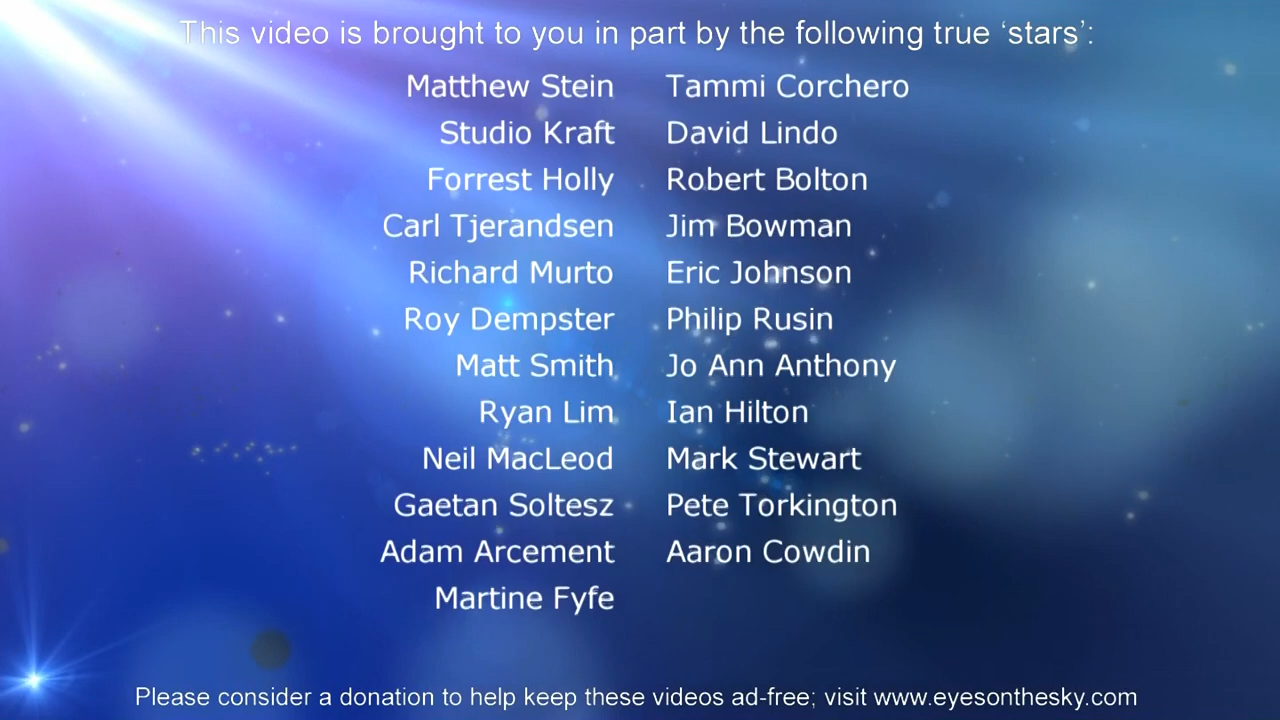 This video is brought to you in part by the following true ‘stars’:
Matthew Stein
Studio Kraft
Forrest Holly
Carl Tjerandsen
Richard Murto
Roy Dempster
Matt Smith
Ryan Lim
Neil MacLeod
Gaetan Soltesz
Adam Arcement
Martine Fyfe
Tammi Corchero
David Lindo
Robert Bolton
Jim Bowman
Eric Johnson
Philip Rusin
Jo Ann Anthony
Ian Hilton
Mark Stewart
Pete Torkington
Aaron Cowdin
Please consider a donation to help keep these videos ad-free; visit www.eyesonthesky.com